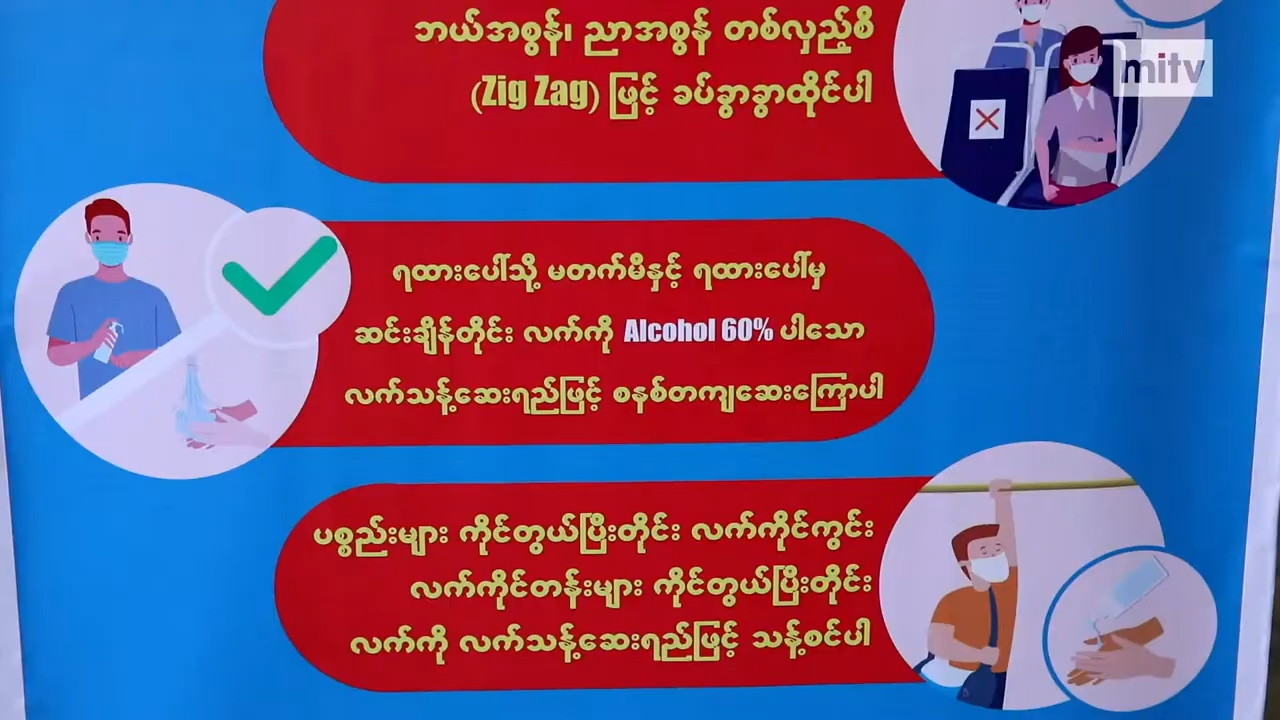 ဘယ်အစွန်၊ ညာအစွန် တစ်လှည့်စီ
(Zig Zag) ဖြင့် ခပ်ခွာခွာထိုင်ပါ
mitv
ရထားပေါ်သို့ မတက်မီနှင့် ရထားပေါ်မှ
ဆင်းချိန်တိုင်း လက်ကို Alcohol 60% ပါသော
လက်သန့်ဆေးရည်ဖြင့် စနစ်တကျဆေးကြောပါ
ပစ္စည်းများ ကိုင်တွယ်ပြီးတိုင်း လက်ကိုင်ကွင်း
လက်ကိုင်တန်းများ ကိုင်တွယ်ပြီးတိုင်း
လက်ကို လက်သန့်ဆေးရည်ဖြင့် သန့်စင်ပါ